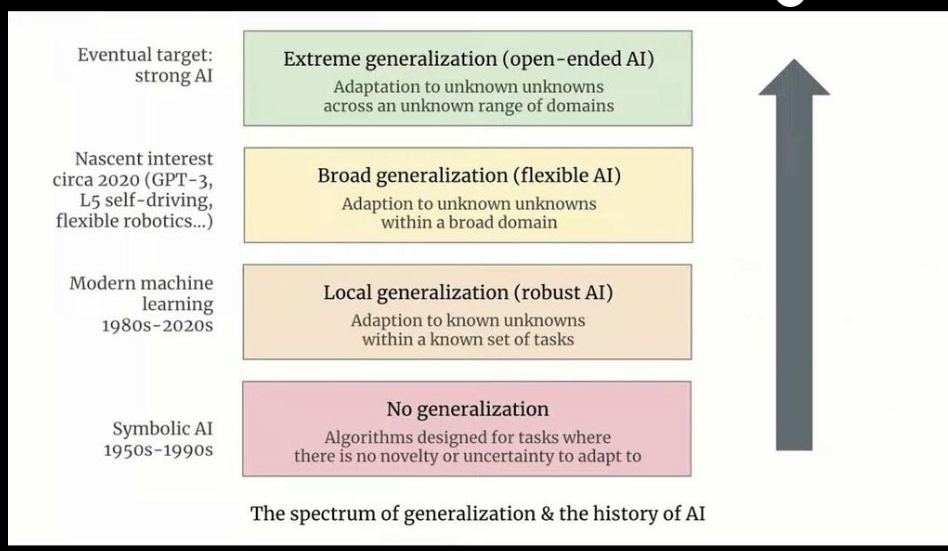 Eventual target:
strong AI
Extreme generalization (open-ended AI)
Adaptation to unknown unknowns
across an unknown range of domains
Nascent interest
circa 2020 (GPT-3,
L5 self-driving,
flexible robotics...)
Broad generalization (flexible AI)
Adaption to unknown unknowns
within a broad domain
Modern machine
learning
1980s-2020s
Local generalization (robust AI)
Adaption to known unknowns
within a known set of tasks
Symbolic AI
1950s-1990s
No generalization
Algorithms designed for tasks where
there is no novelty or uncertainty to adapt to
The spectrum of generalization & the history of AI